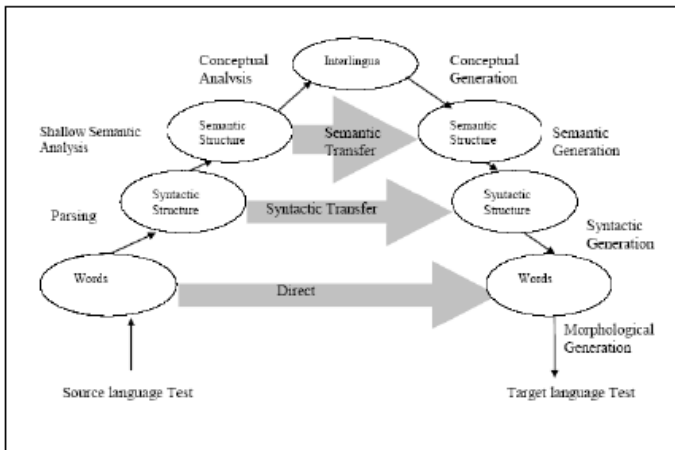 Conceptual
Analysis
Interlingua
Conceptual
Generation
Shallow Semantic
Analysis
Semantic
Structure
Semantic
Transfer
Semantic
Structure
Semantic
Generation
Parsing
Syntactic
Structure
Syntactic Transfer
Syntactic
Structure
Syntactic
Generation
Words
Direct
Words
Morphological
Generation
Source language Test
Target language Test